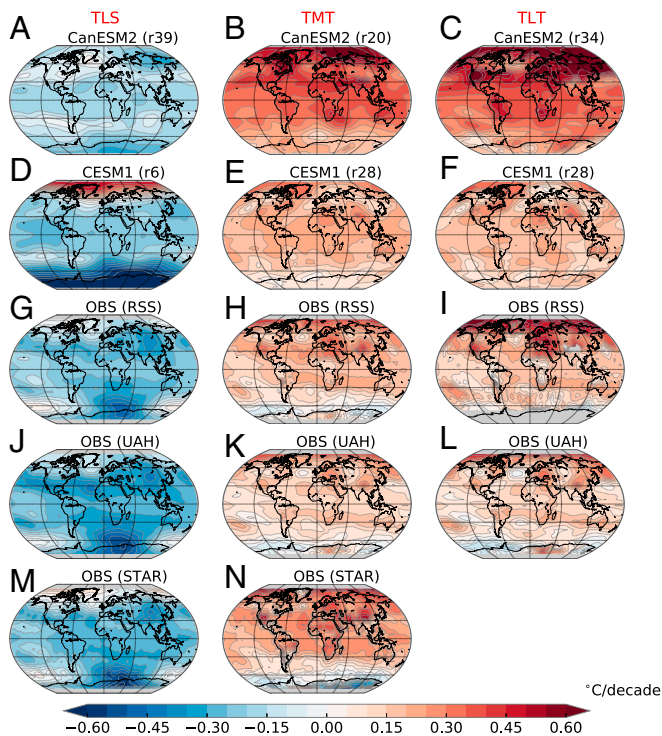 TLS TMT TLT
A CanESM2 (r39) B CanESM2 (r20) C CanESM2 (r34)
D CESM1 (r6) E CESM1 (r28) F CESM1 (r28)
G OBS (RSS) H OBS (RSS) I OBS (RSS)
J OBS (UAH) K OBS (UAH) L OBS (UAH)
M OBS (STAR) N OBS (STAR)
°C/decade
−0.60 −0.45 −0.30 −0.15 0.00 0.15 0.30 0.45 0.60